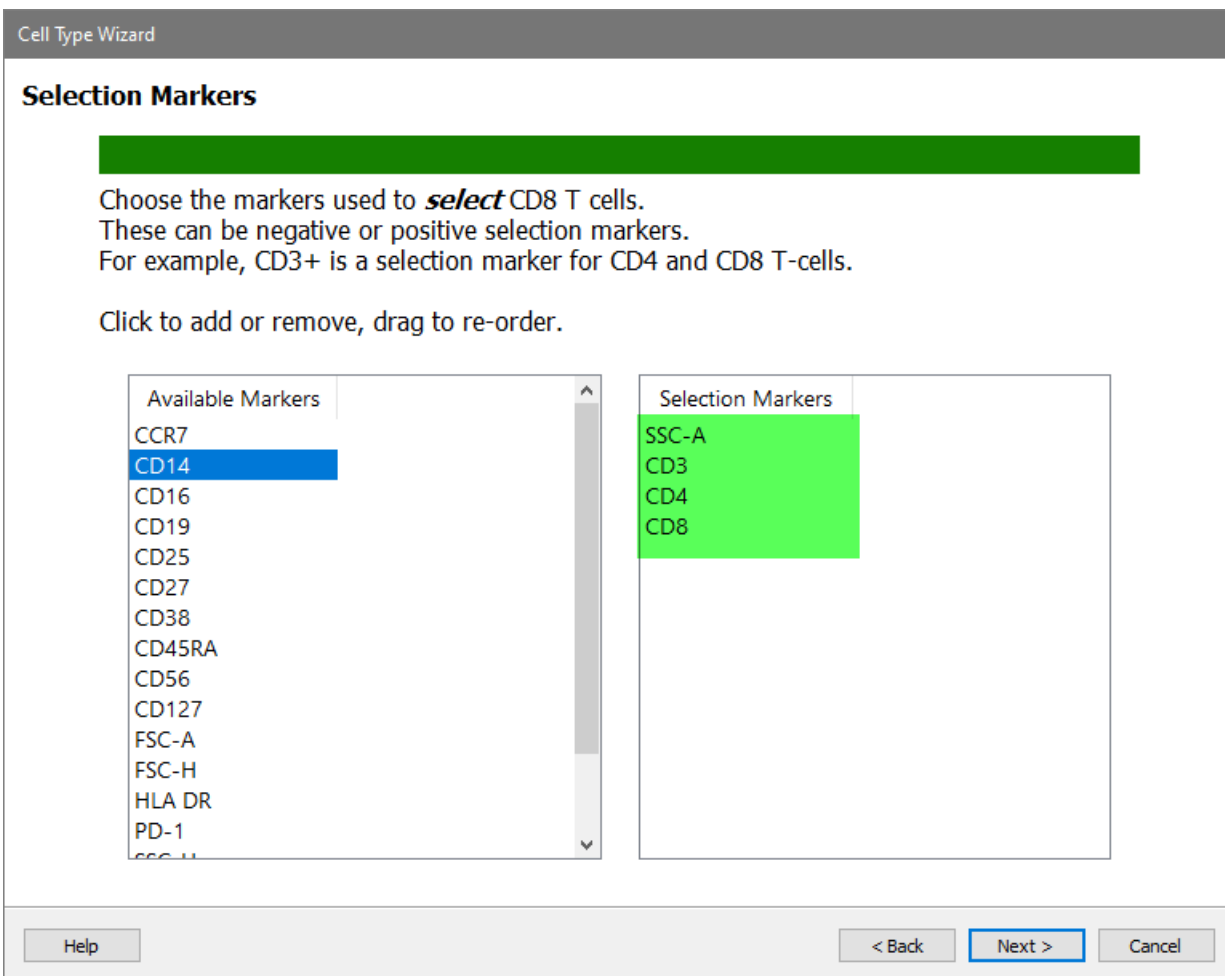 Cell Type Wizard
Selection Markers
Choose the markers used to select CD8 T cells.
These can be negative or positive selection markers.
For example, CD3+ is a selection marker for CD4 and CD8 T-cells.
Click to add or remove, drag to re-order.
Available Markers
CCR7
CD14
CD16
CD19
CD25
CD27
CD38
CD45RA
CD56
CD127
FSC-A
FSC-H
HLA DR
PD-1
Selection Markers
SSC-A
CD3
CD4
CD8
Help
< Back
Next >
Cancel